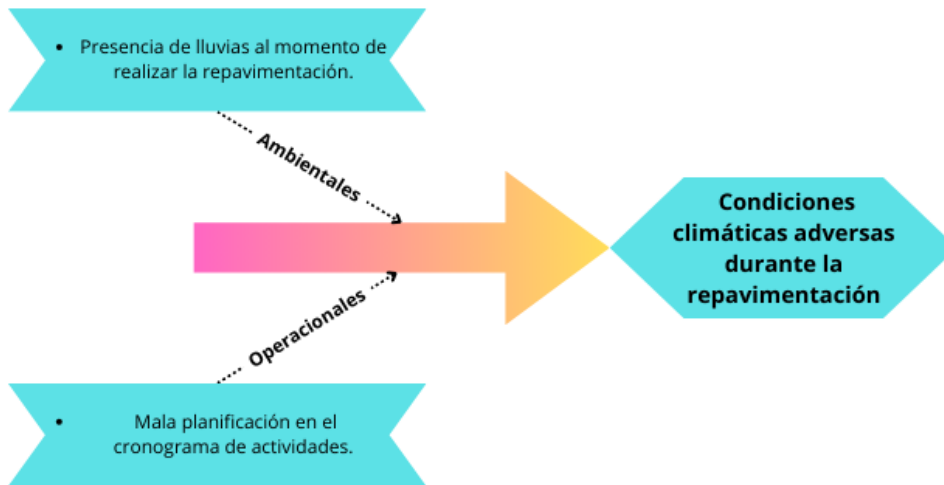 • Presencia de lluvias al momento de
realizar la repavimentación.
Ambientales
Condiciones
climáticas adversas
durante la
repavimentación
Operacionales
• Mala planificación en el
cronograma de actividades.